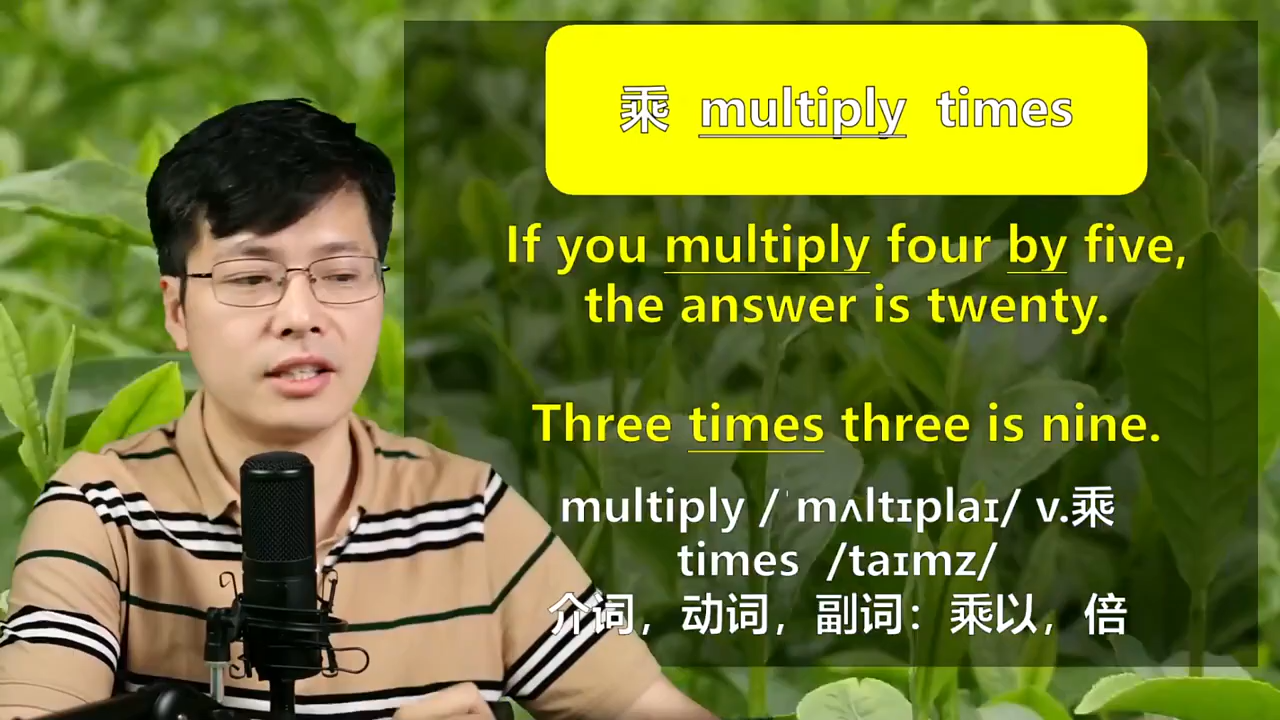 乘 multiply times
If you multiply four by five,
the answer is twenty.
Three times three is nine.
multiply /ˈmʌltɪplaɪ/ v.乘
times /taɪmz/
介词，动词，副词：乘以，倍